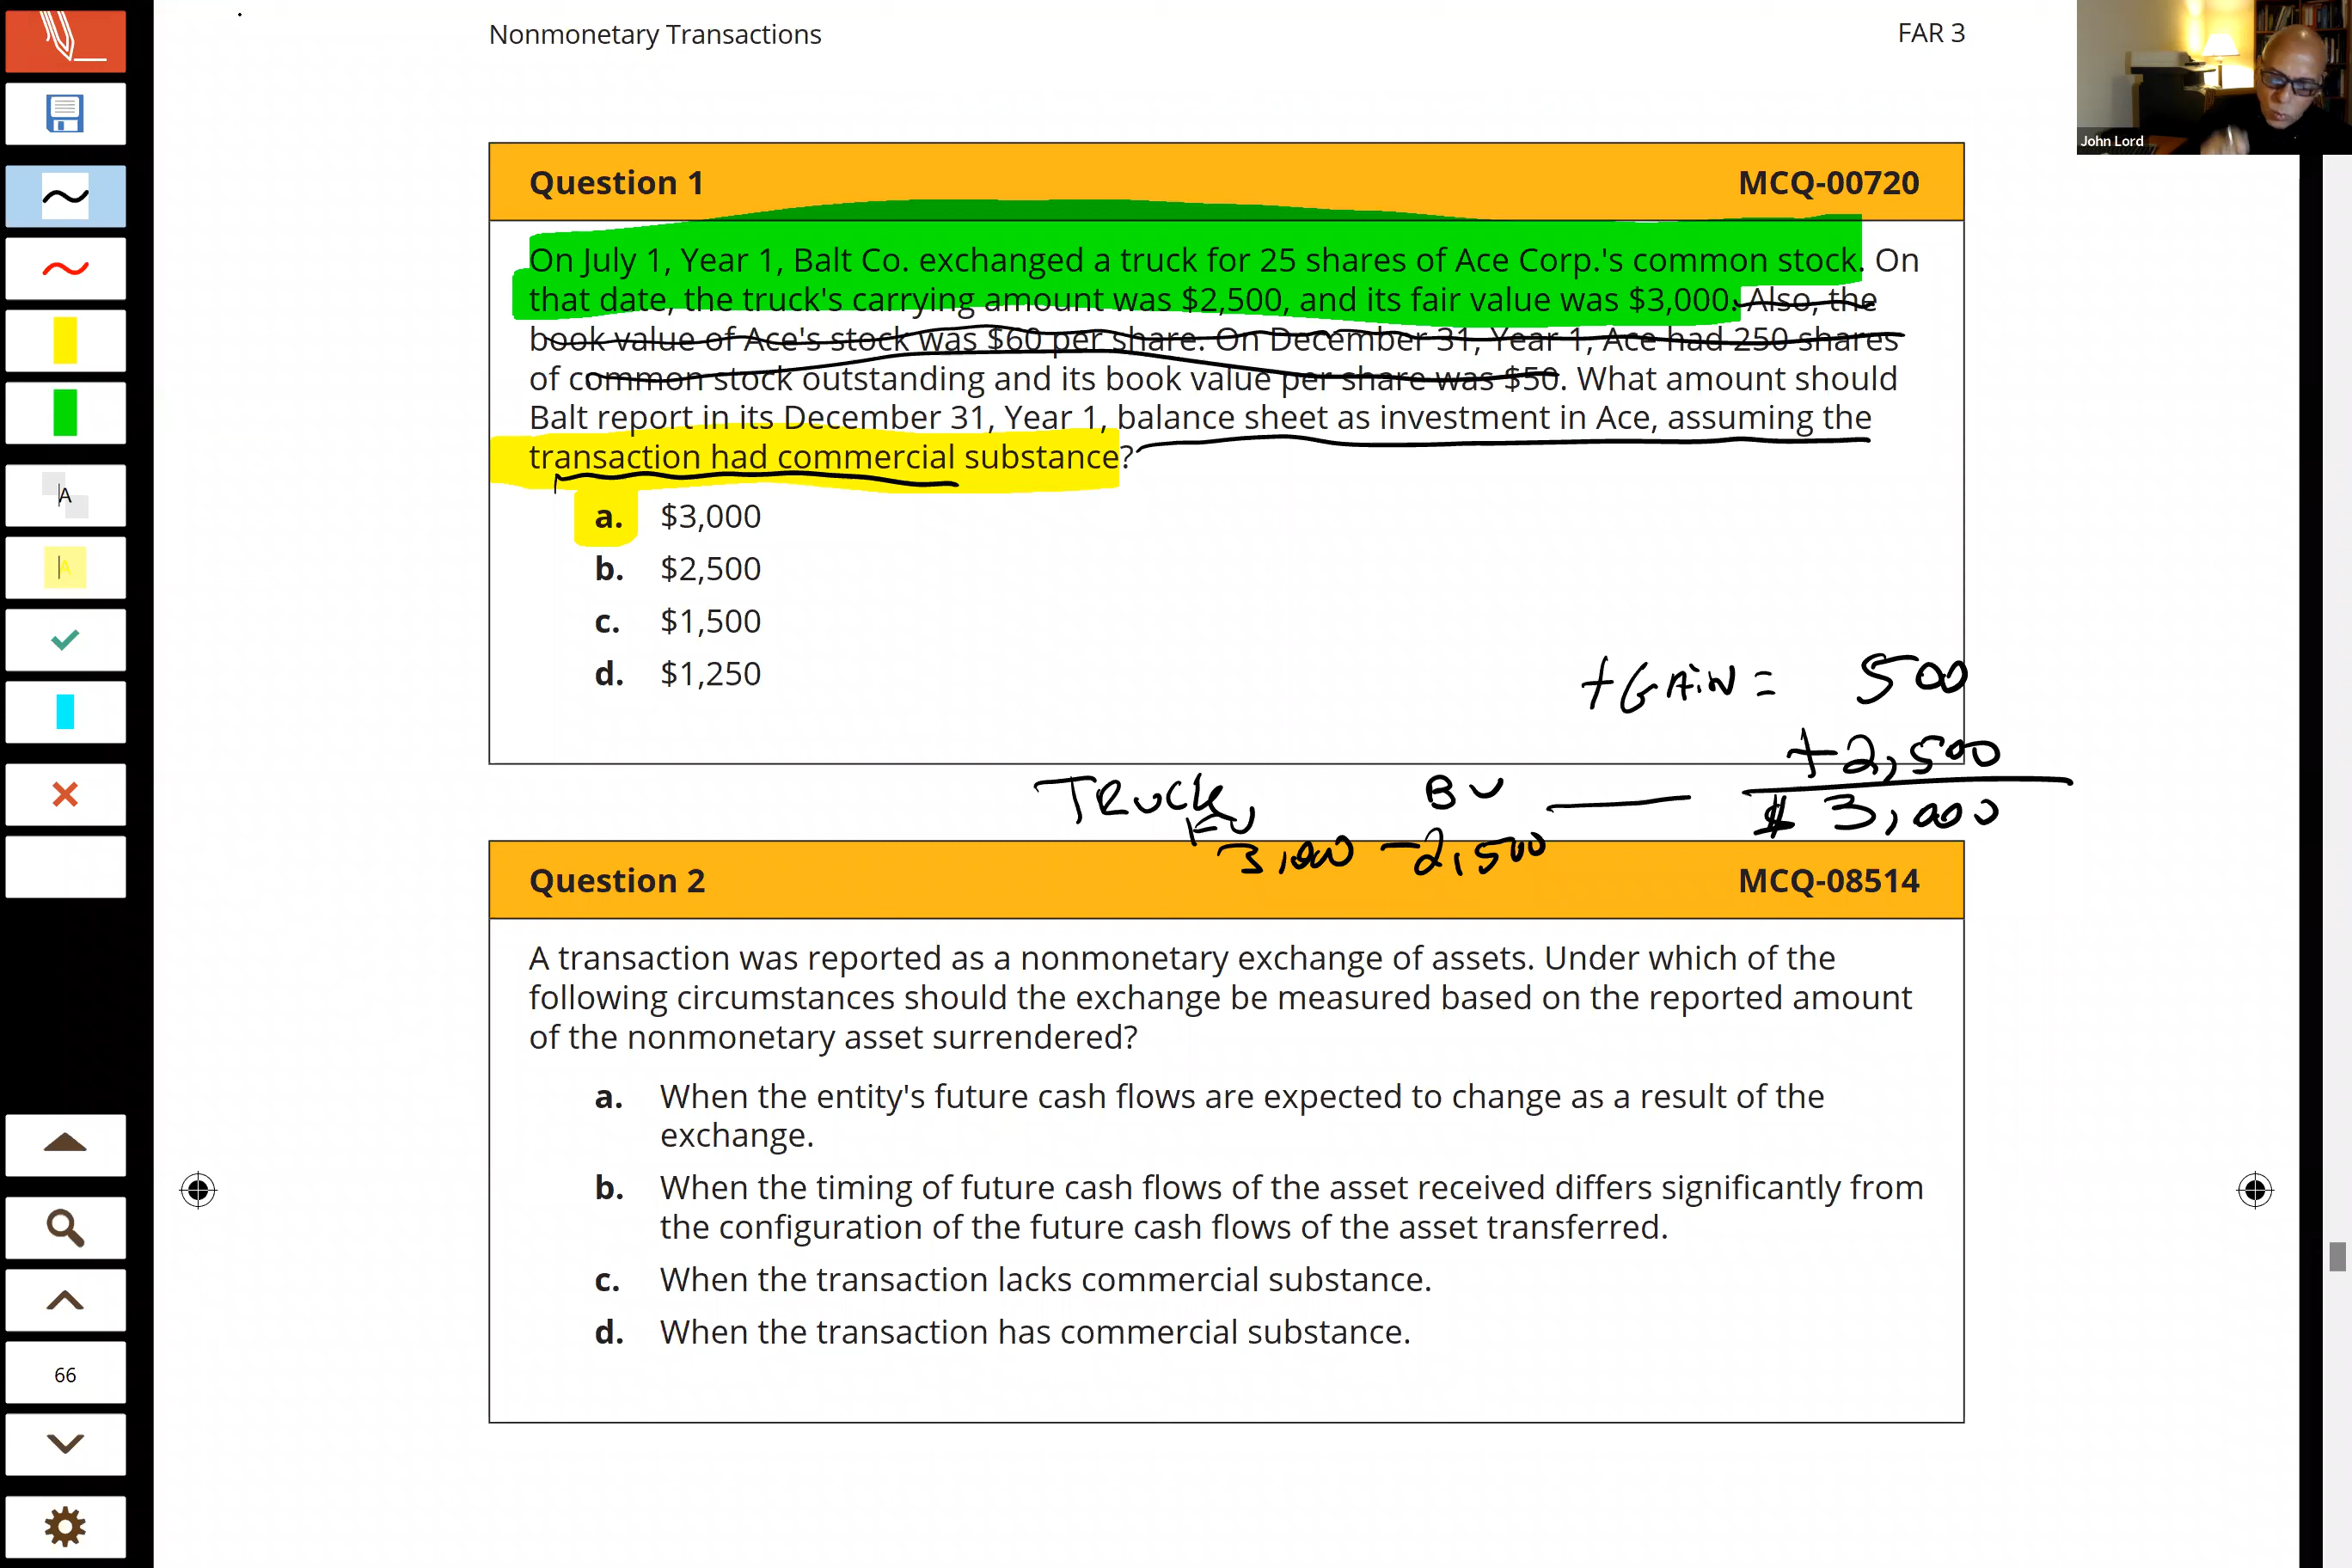 Nonmonetary Transactions
FAR 3
John Lord
Question 1
MCQ-00720
On July 1, Year 1, Balt Co. exchanged a truck for 25 shares of Ace Corp.'s common stock. On
that date, the truck's carrying amount was $2,500, and its fair value was $3,000. Also, the
book value of Ace's stock was $60 per share. On December 31, Year 1, Ace had 250 shares
of common stock outstanding and its book value per share was $50. What amount should
Balt report in its December 31, Year 1, balance sheet as investment in Ace, assuming the
transaction had commercial substance?
a. $3,000
b. $2,500
c. $1,500
d. $1,250
+GAIN = 500
+2,500
$ 3,000
TRUCK BV
FV
3,000 -2,500
Question 2
MCQ-08514
A transaction was reported as a nonmonetary exchange of assets. Under which of the
following circumstances should the exchange be measured based on the reported amount
of the nonmonetary asset surrendered?
a. When the entity's future cash flows are expected to change as a result of the
exchange.
b. When the timing of future cash flows of the asset received differs significantly from
the configuration of the future cash flows of the asset transferred.
c. When the transaction lacks commercial substance.
d. When the transaction has commercial substance.
A
A
66